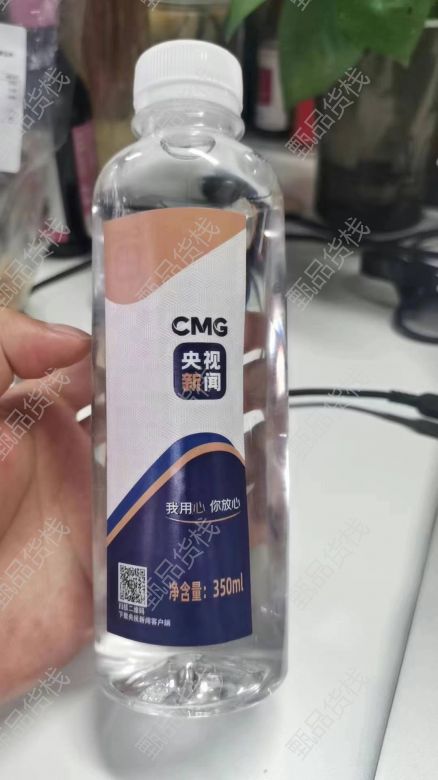 CMG
央视
新闻
我用心 你放心
净含量：350ml
扫描二维码
下载央视新闻客户端
甄品货栈